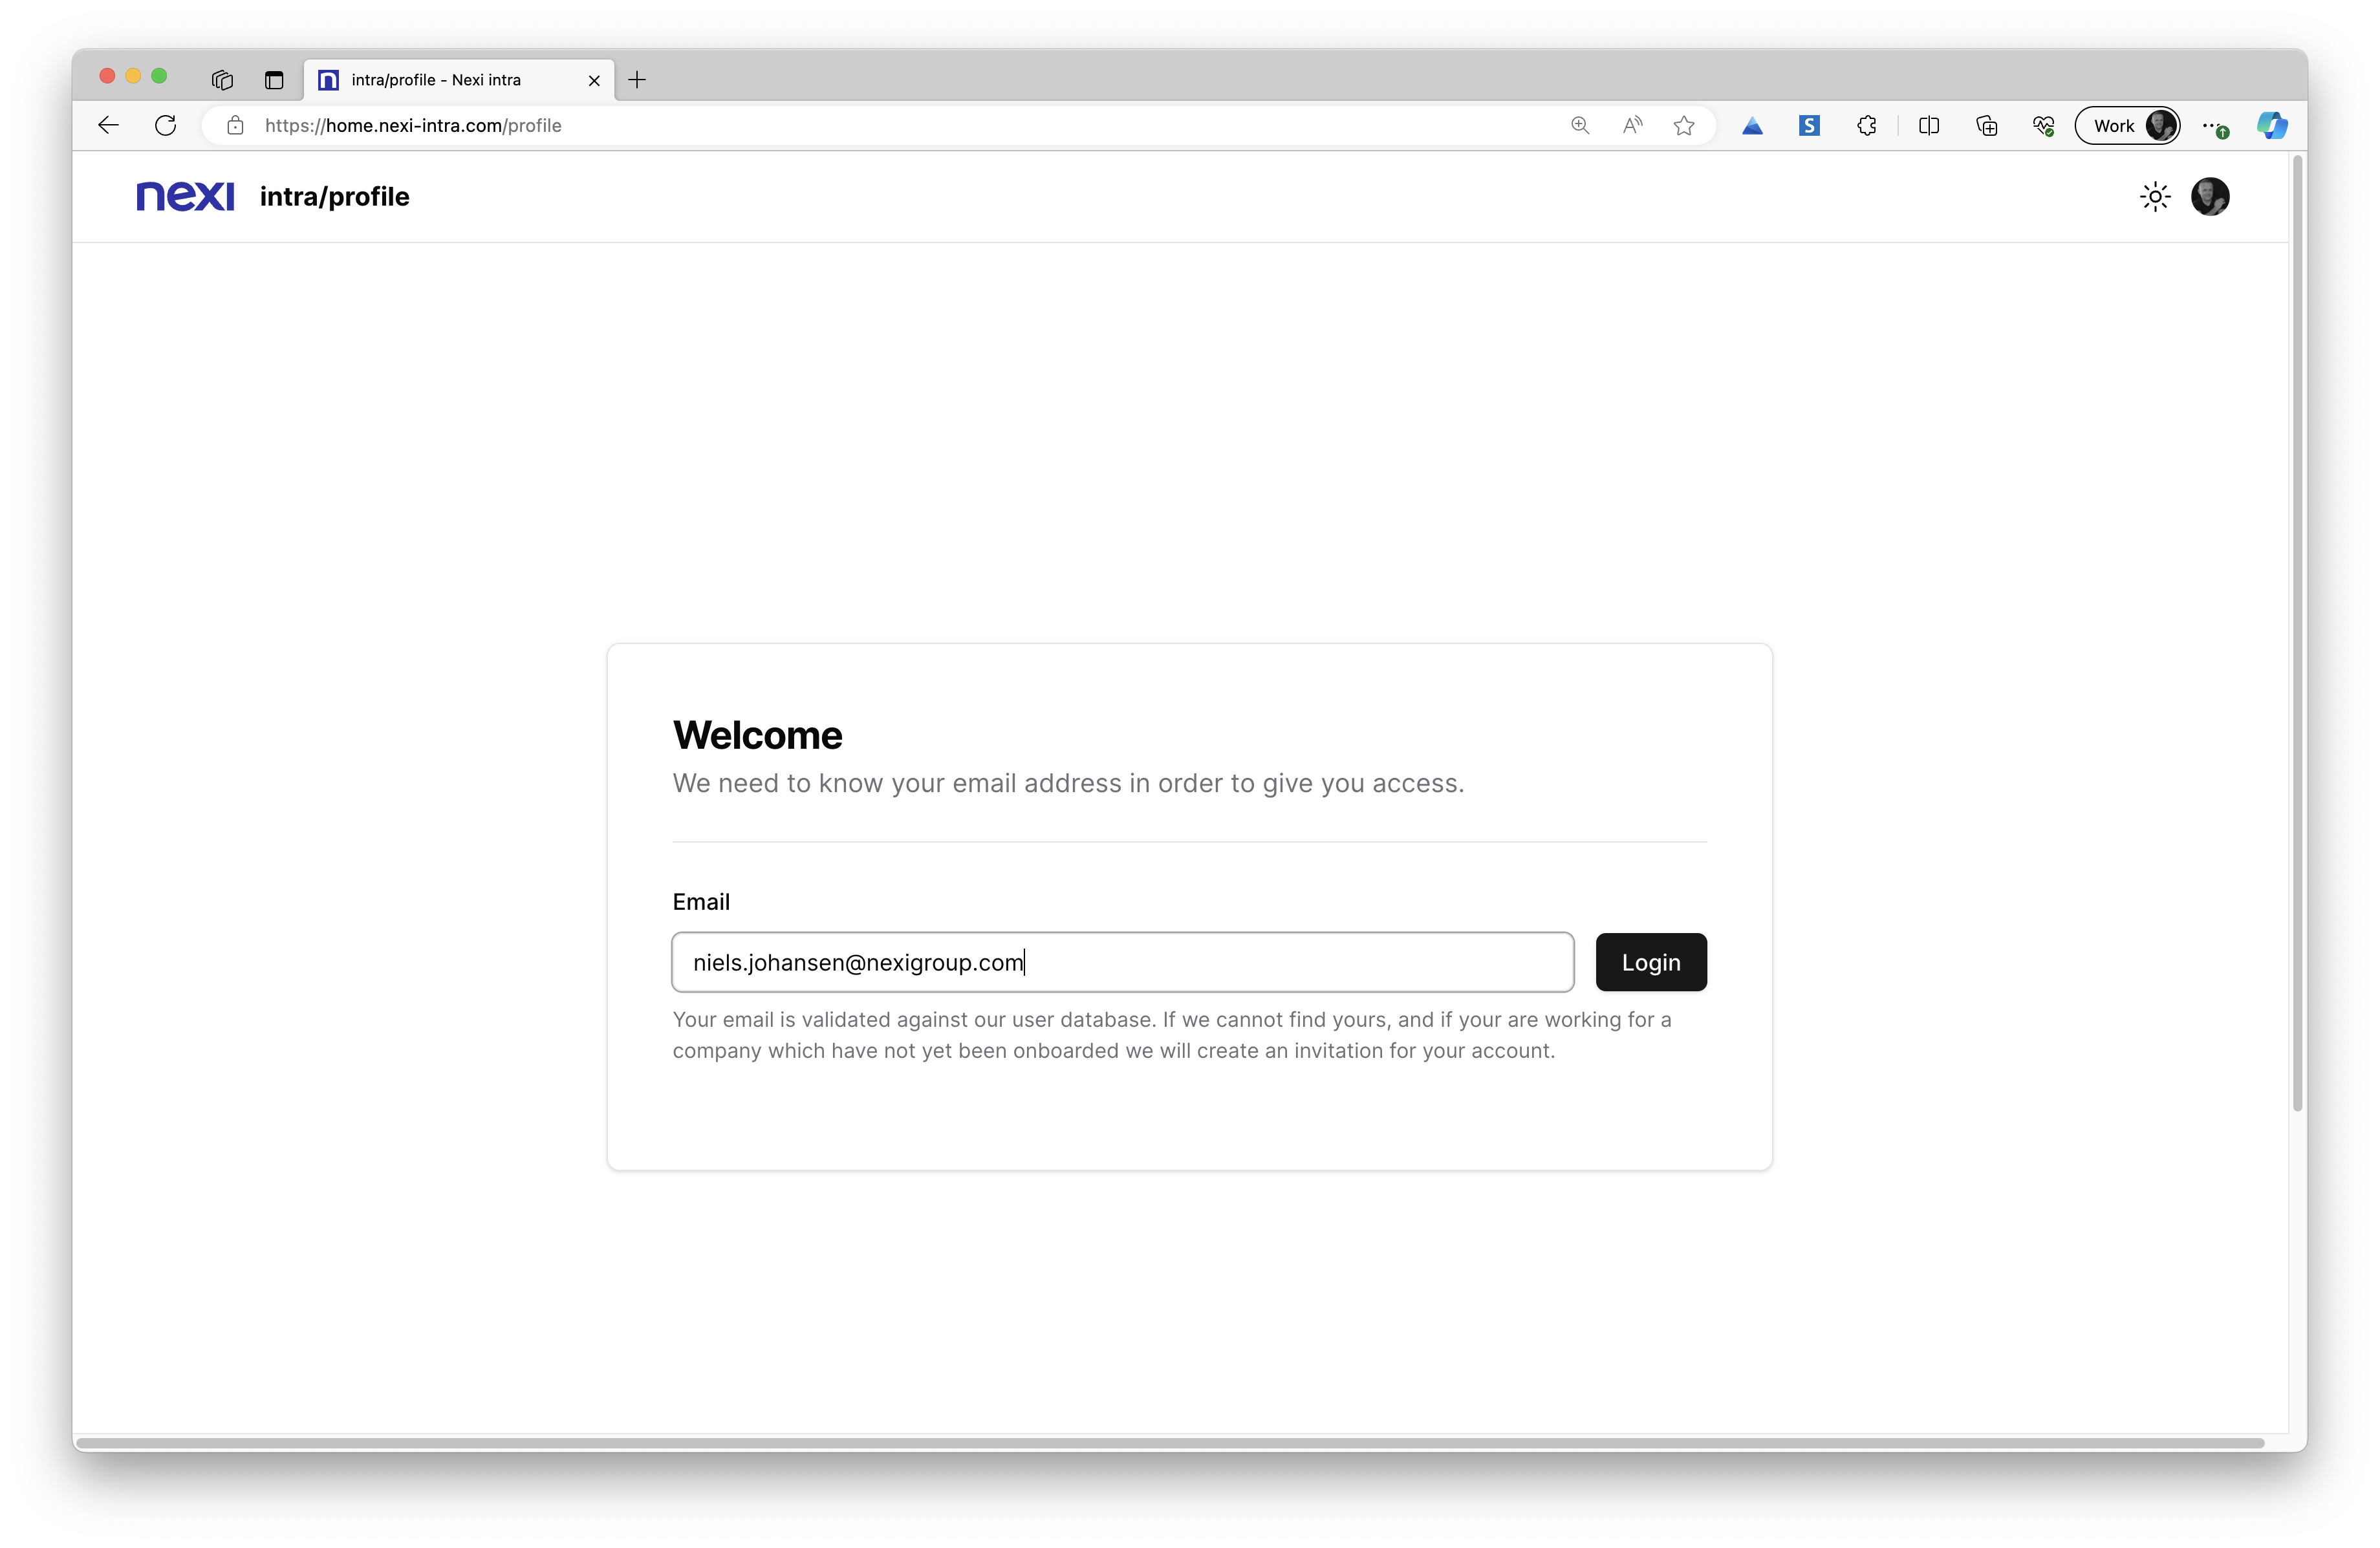 intra/profile - Nexi intra
https://home.nexi-intra.com/profile
Work
nexi intra/profile
Welcome
We need to know your email address in order to give you access.
Email
niels.johansen@nexigroup.com
Login
Your email is validated against our user database. If we cannot find yours, and if your are working for a
company which have not yet been onboarded we will create an invitation for your account.